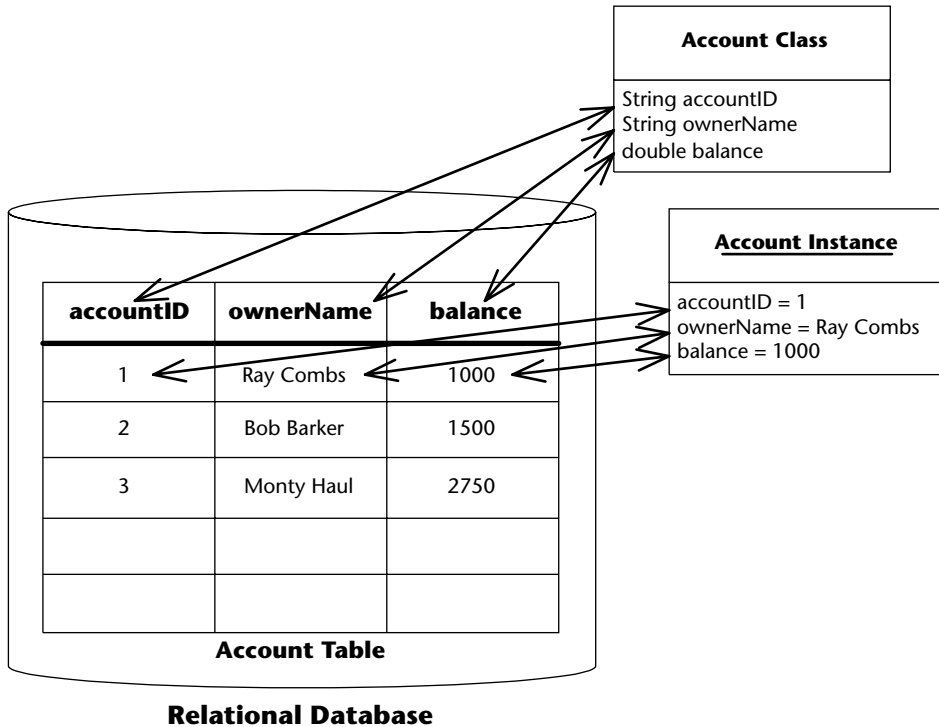 Account Class
String accountID
String ownerName
double balance
Account Instance
accountID = 1
ownerName = Ray Combs
balance = 1000
accountID ownerName balance
1 Ray Combs 1000
2 Bob Barker 1500
3 Monty Haul 2750
Account Table
Relational Database